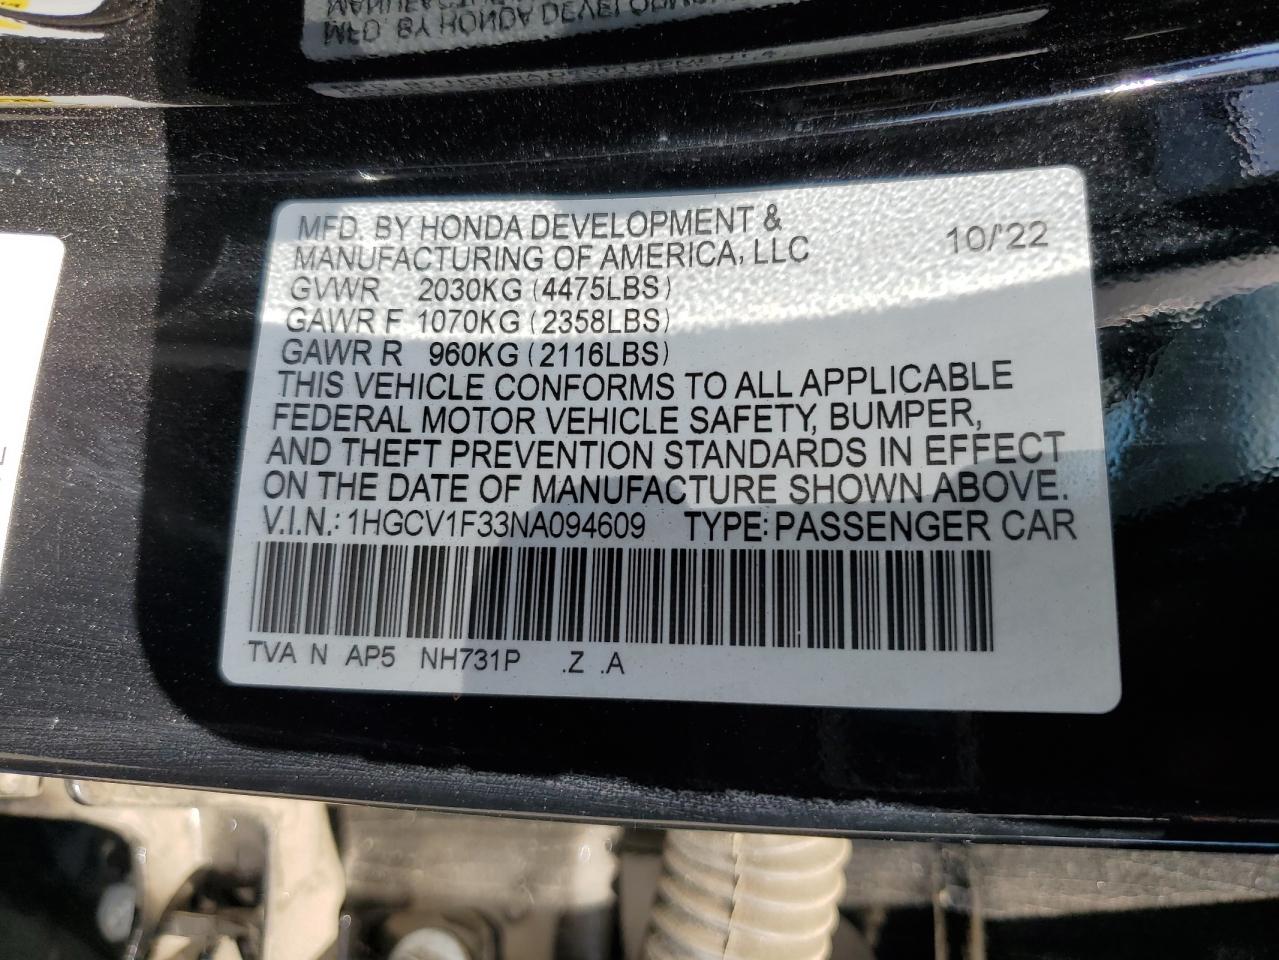 MFD. BY HONDA DEVELOPMENT &
MANUFACTURING OF AMERICA, LLC 10/'22
GVWR 2030KG (4475LBS)
GAWR F 1070KG (2358LBS)
GAWR R 960KG (2116LBS)
THIS VEHICLE CONFORMS TO ALL APPLICABLE
FEDERAL MOTOR VEHICLE SAFETY, BUMPER,
AND THEFT PREVENTION STANDARDS IN EFFECT
ON THE DATE OF MANUFACTURE SHOWN ABOVE.
V.I.N.: 1HGCV1F33NA094609 TYPE: PASSENGER CAR
TVA N AP5 NH731P .Z .A